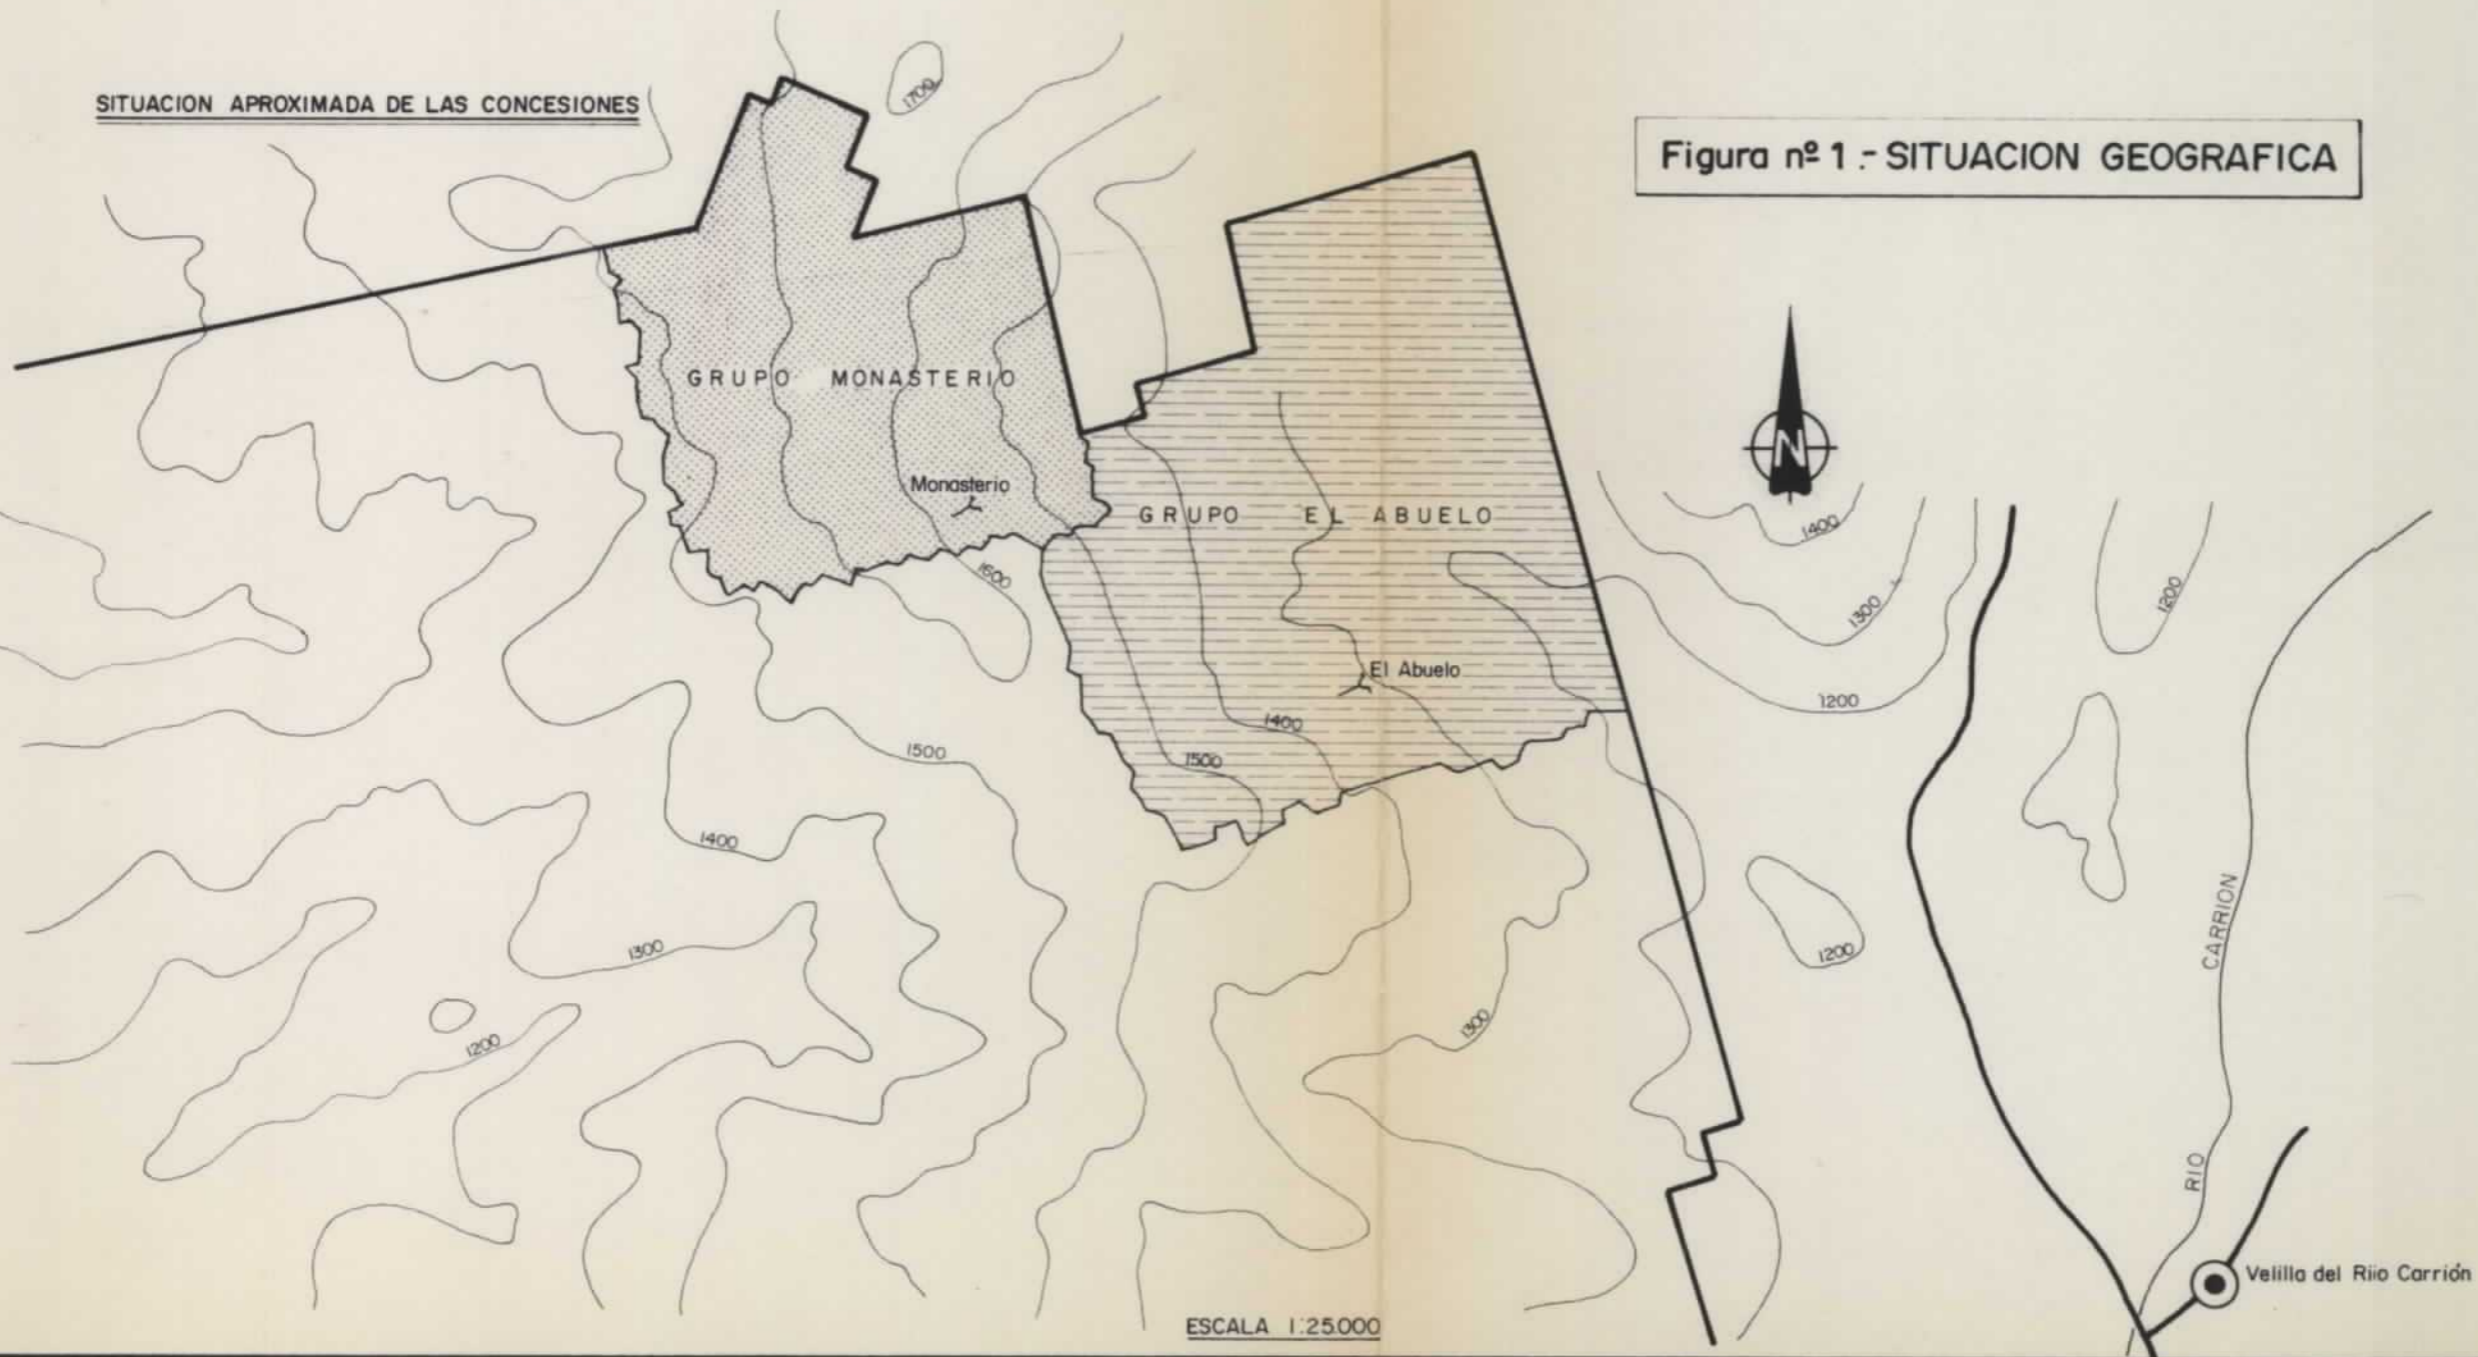 SITUACION APROXIMADA DE LAS CONCESIONES
1700
Figura nº 1.- SITUACION GEOGRAFICA
GRUPO MONASTERIO
Monasterio
N
GRUPO EL ABUELO
1400
1600
1300
1200
1200
El Abuelo
1200
1400
1500
1500
1400
1300
1200
1300
1200
RIO CARRION
Velilla del Riio Carrión
ESCALA 1:25.000